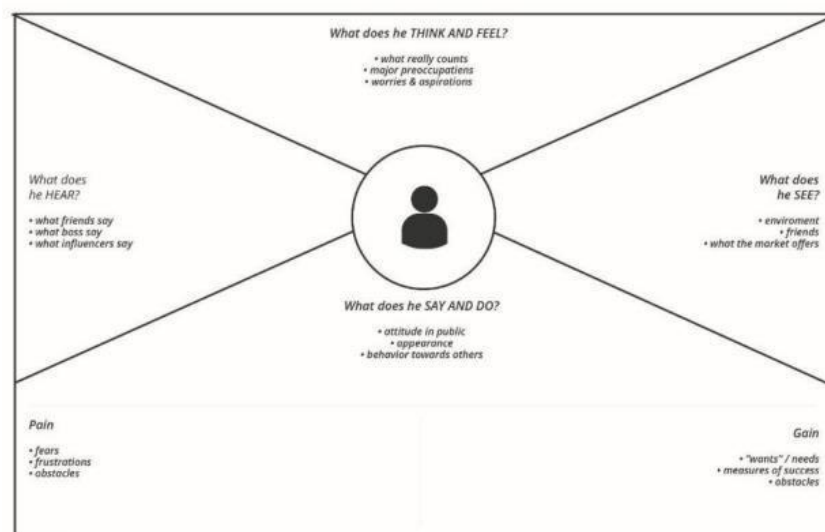 What does he THINK AND FEEL?
• what really counts
• major preoccupatiens
• worries & aspirations
What does
he HEAR?
• what friends say
• what boss say
• what influencers say
What does
he SEE?
• enviroment
• friends
• what the market offers
What does he SAY AND DO?
• attitude in public
• appearance
• behavior towards others
Pain
• fears
• frustrations
• obstacles
Gain
• "wants" / needs
• measures of success
• obstacles